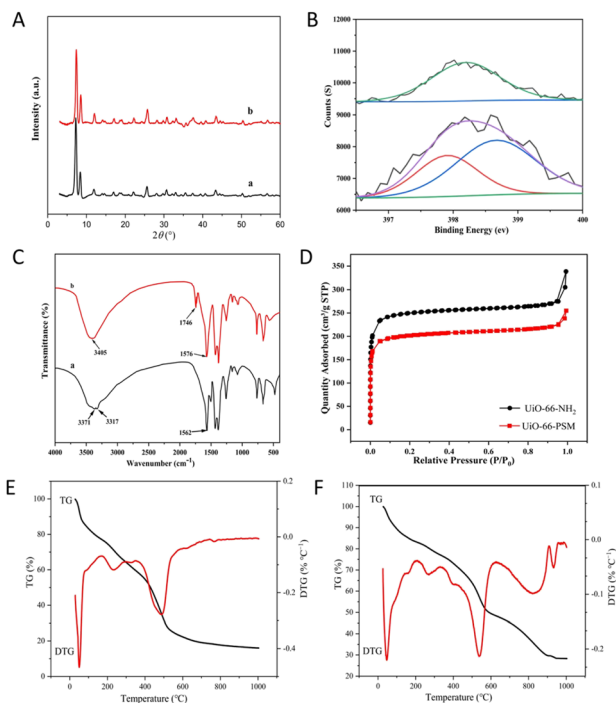 A
Intensity (a.u.)
b
a
0 10 20 30 40 50 60
2θ (°)
B
Counts (S)
12000
11000
10000
9000
8000
7000
6000
397 398 399 400
Binding Energy (ev)
C
Transmittance (%)
b
1746
3405
1576
a
3371
3317
1562
4000 3500 3000 2500 2000 1500 1000 500
Wavenumber (cm⁻¹)
D
Quantity Adsorbed (cm³/g STP)
400
350
300
250
200
150
100
50
0
UiO-66-NH₂
UiO-66-PSM
0.0 0.2 0.4 0.6 0.8 1.0
Relative Pressure (P/P₀)
E
TG (%)
TG
DTG
100
80
60
40
20
0
0 200 400 600 800 1000
Temperature (°C)
0.2
0.1
0.0
-0.1
-0.2
-0.3
-0.4
DTG (% °C⁻¹)
F
TG (%)
TG
DTG
110
100
90
80
70
60
50
40
30
20
0 200 400 600 800 1000
Temperature (°C)
0.1
0.0
-0.1
-0.2
DTG (% °C⁻¹)